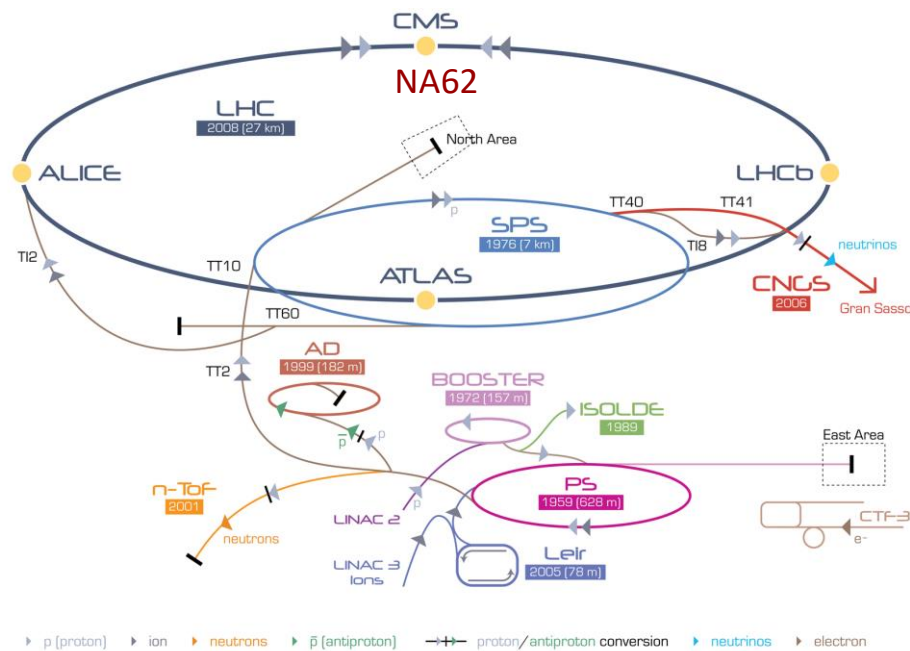 CMS
NA62
LHC
2008 (27 km)
North Area
ALICE
LHCb
p
TT40
TT41
SPS
1976 (7 km)
TI8
neutrinos
TI2
TT10
ATLAS
CNGS
2006
Gran Sasso
TT60
AD
1999 (182 m)
TT2
BOOSTER
1972 (157 m)
ISOLDE
1989
p̅
p
East Area
n-ToF
2001
PS
1959 (628 m)
p
LINAC 2
neutrons
CTF-3
e-
LINAC 3
Ions
LeIr
2005 (78 m)
p (proton)
ion
neutrons
p̅ (antiproton)
proton/antiproton conversion
neutrinos
electron